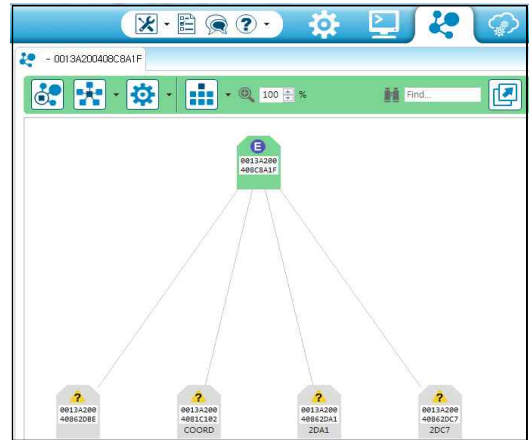 - 0013A200408C8A1F
100 %
Find...
E
0013A200
408C8A1F
?
0013A200
40862DBE
?
0013A200
4081C102
COORD
?
0013A200
40862DA1
2DA1
?
0013A200
40862DC7
2DC7